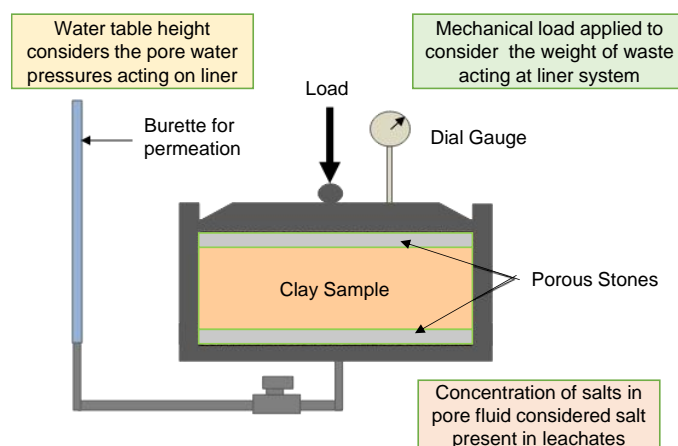 Water table height
considers the pore water
pressures acting on liner
Mechanical load applied to
consider the weight of waste
acting at liner system
Load
Burette for
permeation
Dial Gauge
Clay Sample
Porous Stones
Concentration of salts in
pore fluid considered salt
present in leachates